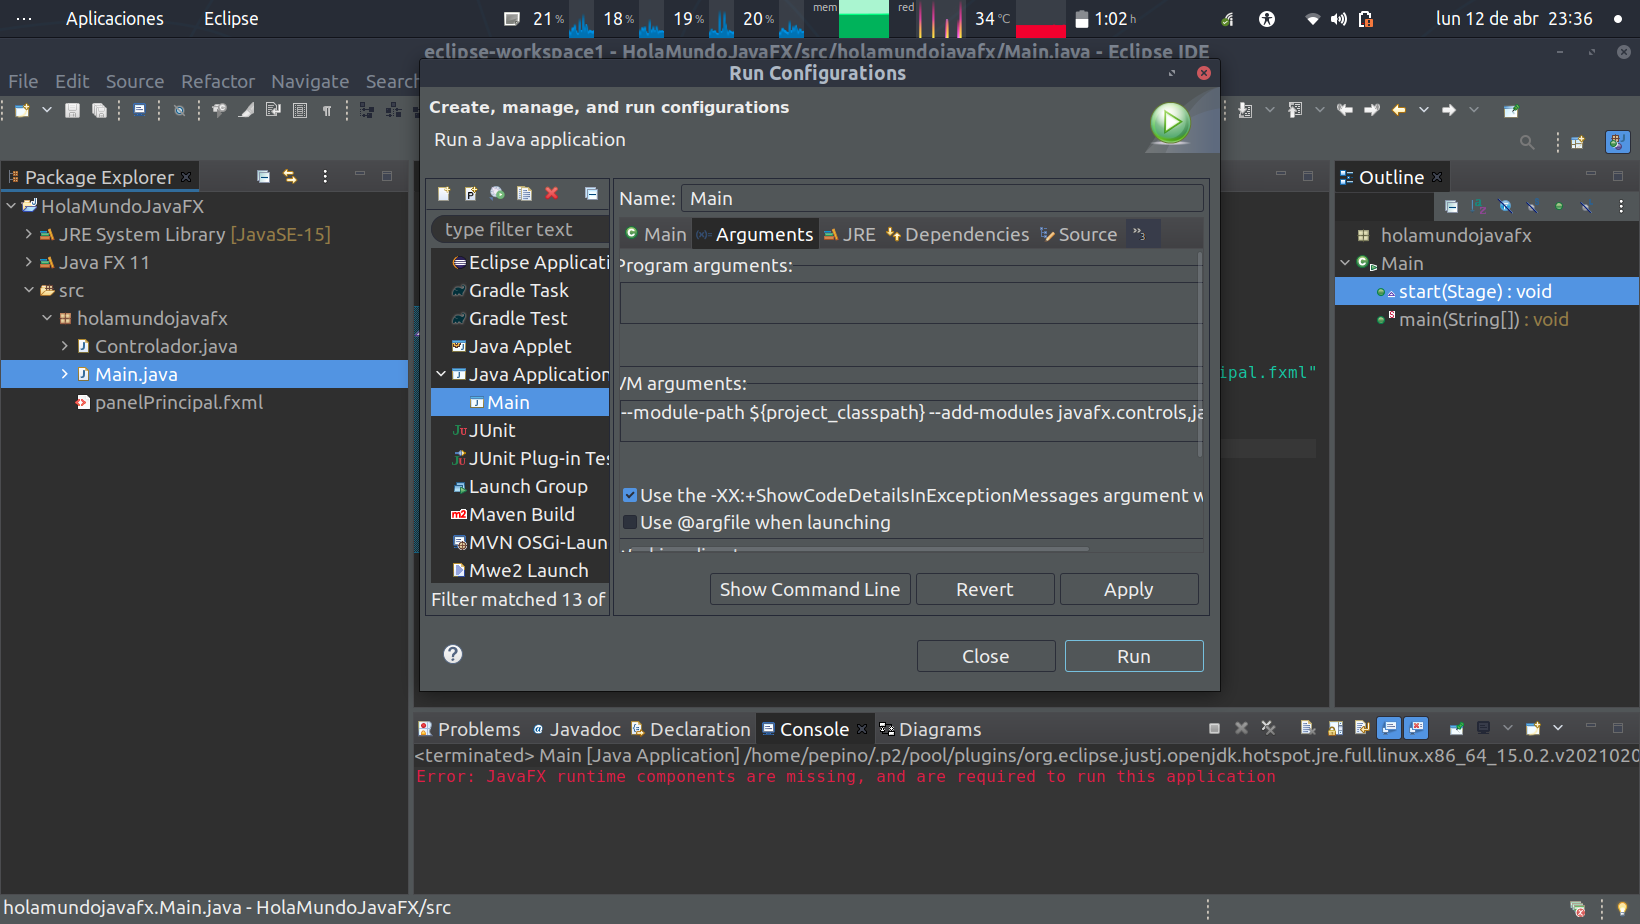 Aplicaciones
Eclipse
21 %
18 %
19 %
20 %
mem
red
34 °C
1:02 h
lun 12 de abr 23:36
eclipse-workspace1 - HolaMundoJavaFX/src/holamundojavafx/Main.java - Eclipse IDE
File Edit Source Refactor Navigate Search
Run Configurations
Create, manage, and run configurations
Run a Java application
Package Explorer
HolaMundoJavaFX
JRE System Library [JavaSE-15]
Java FX 11
src
holamundojavafx
Controlador.java
Main.java
panelPrincipal.fxml
type filter text
Eclipse Applicati
Gradle Task
Gradle Test
Java Applet
Java Application
Main
JUnit
JUnit Plug-in Tes
Launch Group
Maven Build
MVN OSGi-Laun
Mwe2 Launch
Filter matched 13 of
Name: Main
Main Arguments JRE Dependencies Source »3
Program arguments:
VM arguments:
--module-path ${project_classpath} --add-modules javafx.controls,ja
Use the -XX:+ShowCodeDetailsInExceptionMessages argument w
Use @argfile when launching
Show Command Line
Revert
Apply
Close
Run
ipal.fxml"
Outline
holamundojavafx
Main
start(Stage) : void
main(String[]) : void
Problems Javadoc Declaration Console Diagrams
<terminated> Main [Java Application] /home/pepino/.p2/pool/plugins/org.eclipse.justj.openjdk.hotspot.jre.full.linux.x86_64_15.0.2.v2021020
Error: JavaFX runtime components are missing, and are required to run this application
holamundojavafx.Main.java - HolaMundoJavaFX/src